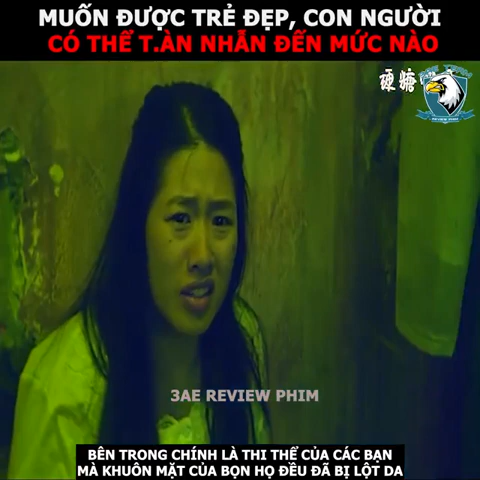 MUỐN ĐƯỢC TRẺ ĐẸP, CON NGƯỜI
CÓ THỂ T.ÀN NHẪN ĐẾN MỨC NÀO
硬糖
REVIEW PHIM
3AE REVIEW PHIM
BÊN TRONG CHÍNH LÀ THI THỂ CỦA CÁC BẠN
MÀ KHUÔN MẶT CỦA BỌN HỌ ĐỀU ĐÃ BỊ LỘT DA